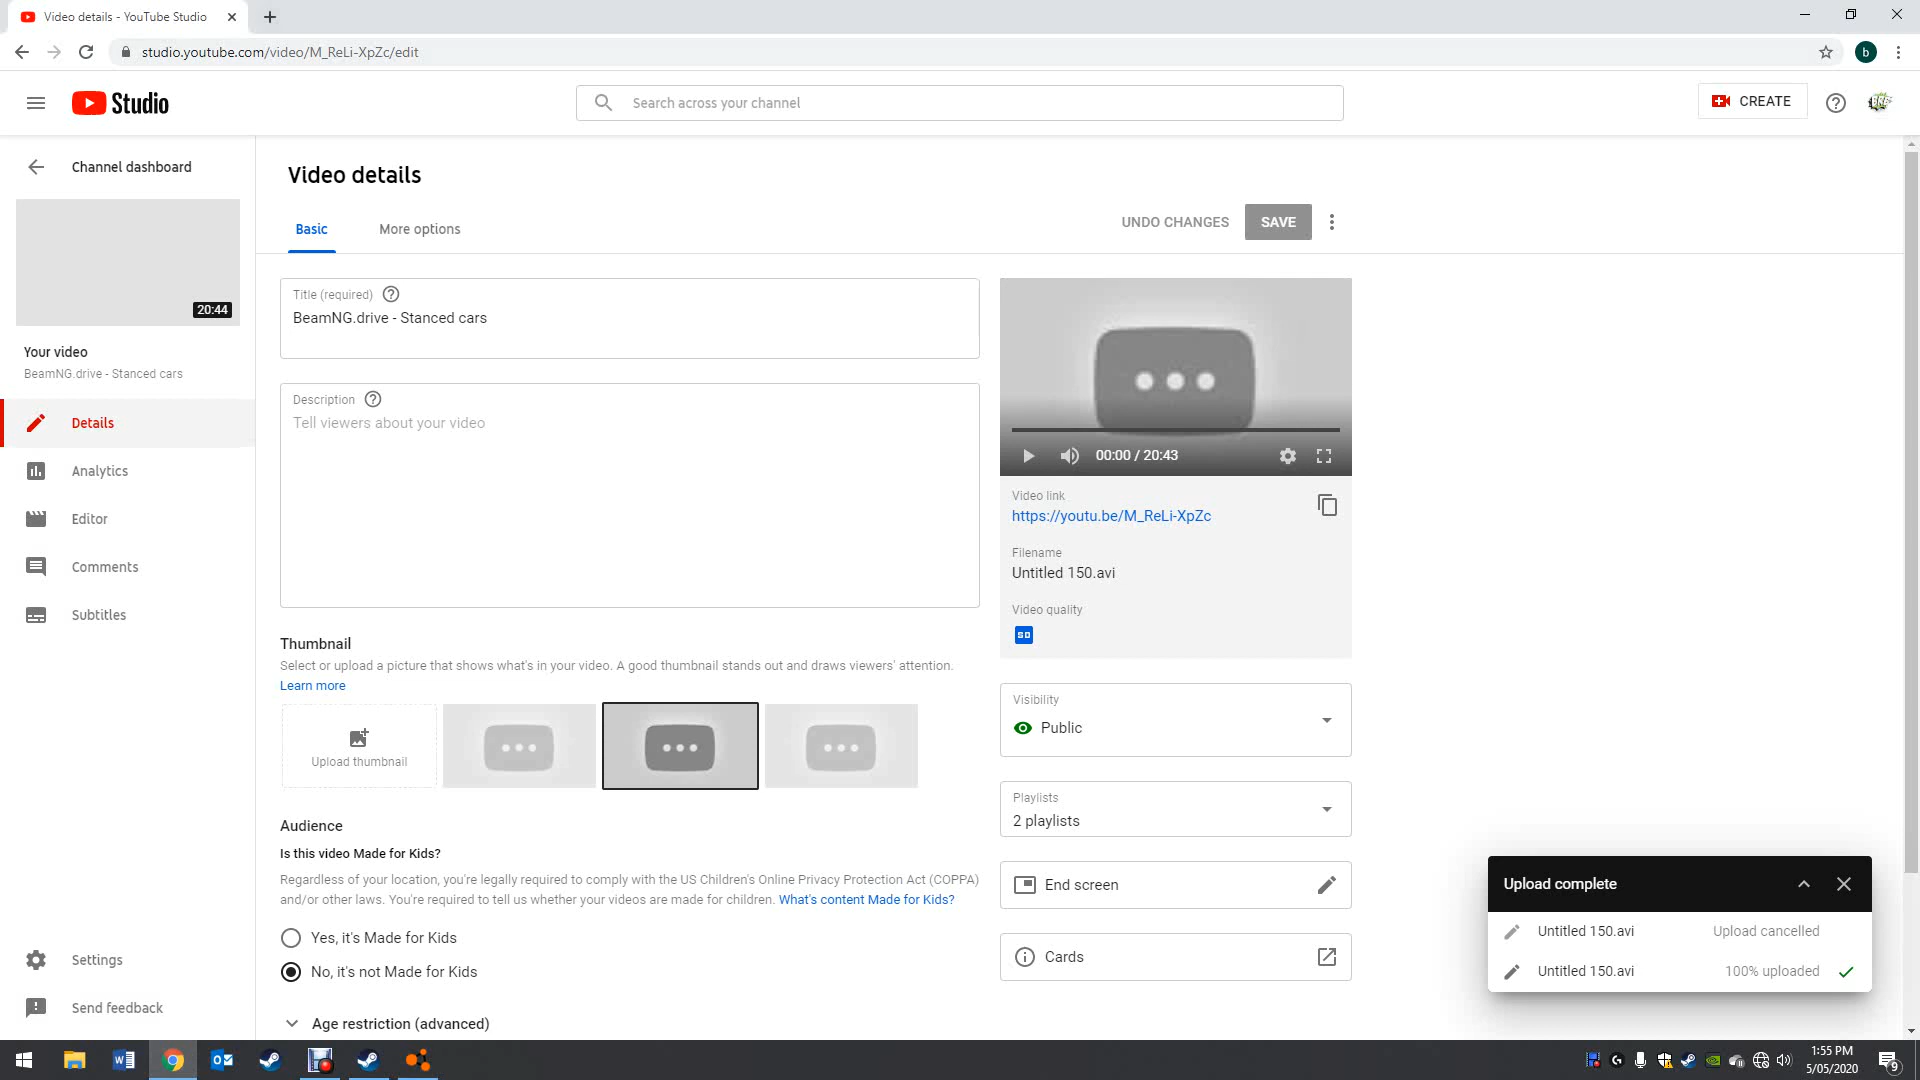 Video details - YouTube Studio
studio.youtube.com/video/M_ReLi-XpZc/edit
b
Studio
Search across your channel
CREATE
Channel dashboard
20:44
Your video
BeamNG.drive - Stanced cars
Details
Analytics
Editor
Comments
Subtitles
Settings
Send feedback
Video details
Basic
More options
UNDO CHANGES
SAVE
Title (required)
BeamNG.drive - Stanced cars
Description
Tell viewers about your video
Thumbnail
Select or upload a picture that shows what's in your video. A good thumbnail stands out and draws viewers' attention.
Learn more
Upload thumbnail
Audience
Is this video Made for Kids?
Regardless of your location, you're legally required to comply with the US Children's Online Privacy Protection Act (COPPA)
and/or other laws. You're required to tell us whether your videos are made for children. What's content Made for Kids?
Yes, it's Made for Kids
No, it's not Made for Kids
Age restriction (advanced)
00:00 / 20:43
Video link
https://youtu.be/M_ReLi-XpZc
Filename
Untitled 150.avi
Video quality
SD
Visibility
Public
Playlists
2 playlists
End screen
Cards
Upload complete
Untitled 150.avi
Upload cancelled
Untitled 150.avi
100% uploaded
1:55 PM
5/05/2020
9